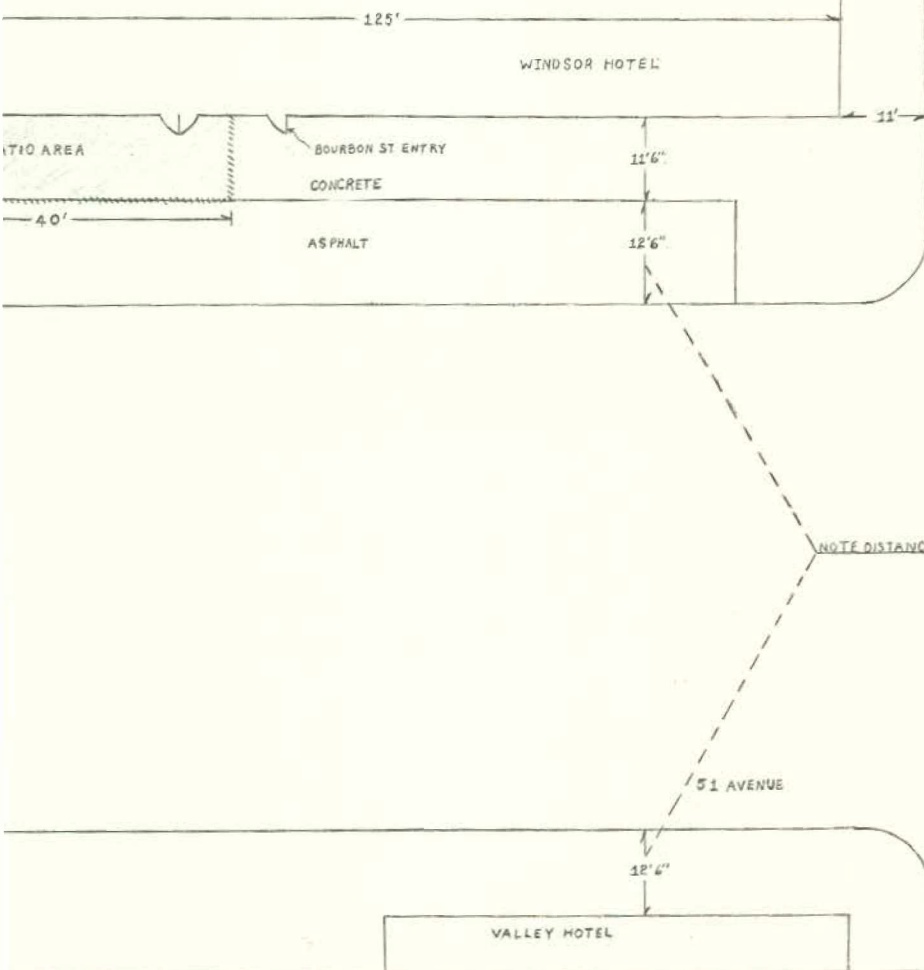 125'
WINDSOR HOTEL
11'
ATIO AREA
BOURBON ST ENTRY
11'6"
CONCRETE
40'
ASPHALT
12'6"
NOTE DISTANC
51 AVENUE
12'6"
VALLEY HOTEL